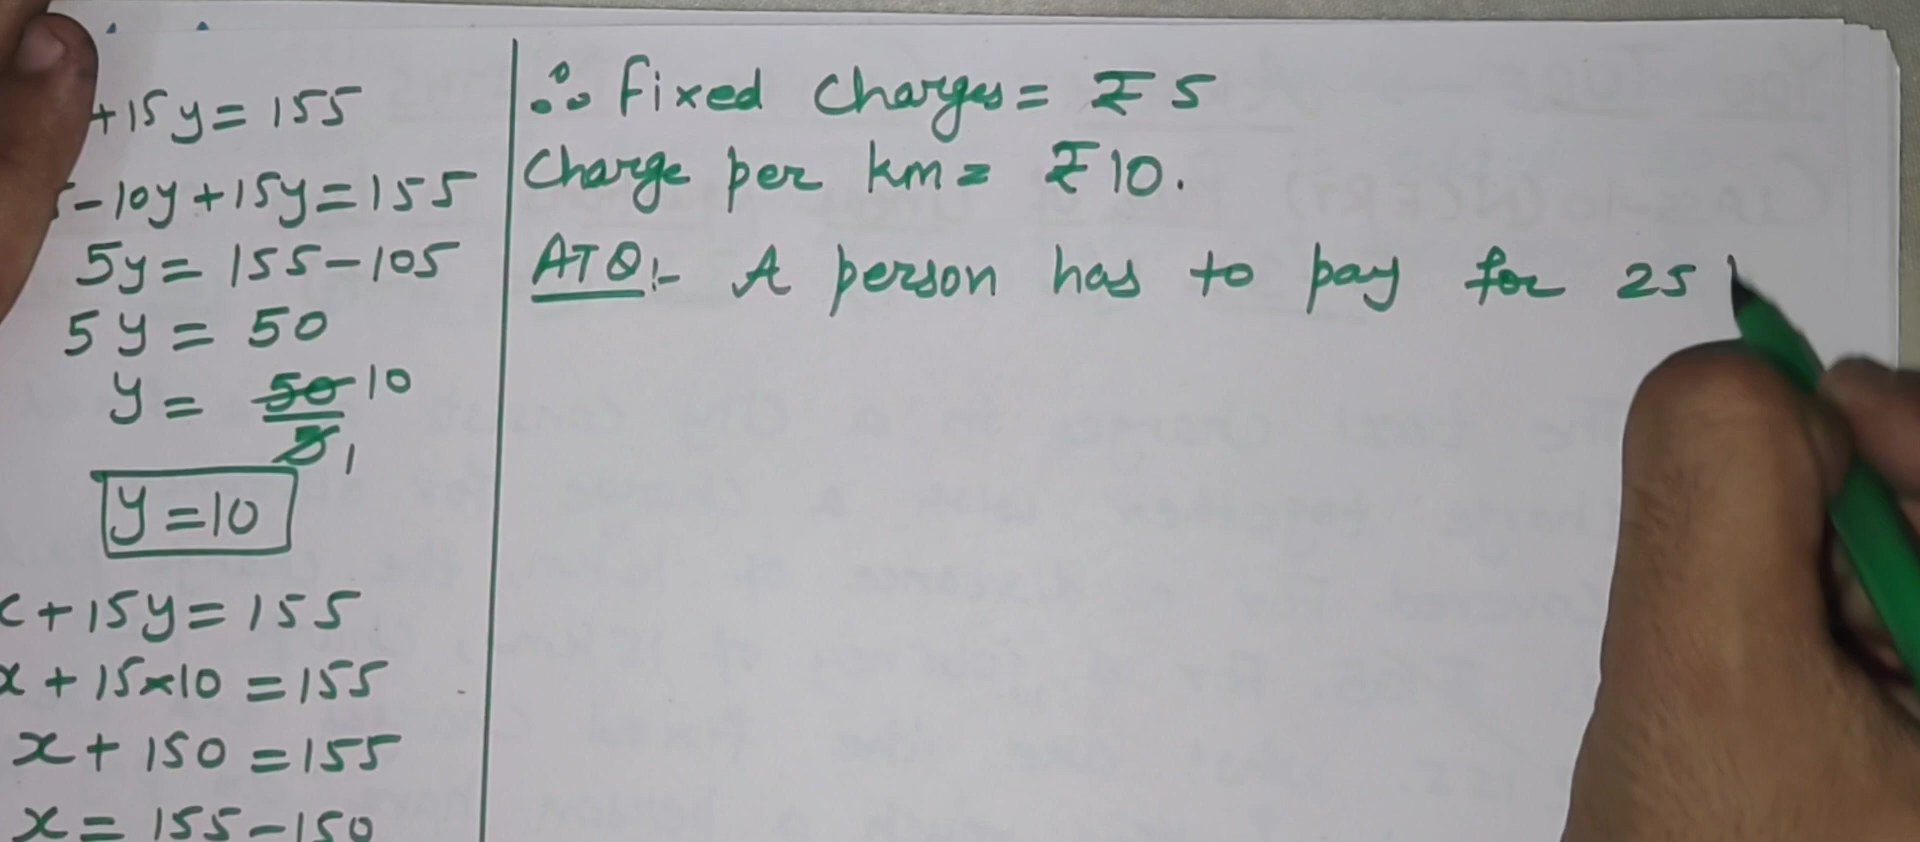 +15y = 155
-10y+15y=155
5y = 155-105
5y = 50
y = 50 10
5 1
y =10
+15y= 155
x + 15×10 = 155
x + 150 = 155
x = 155-150
∴ Fixed Charges = ₹ 5
Charge per km = ₹10.
ATQ:- A person has to pay for 25